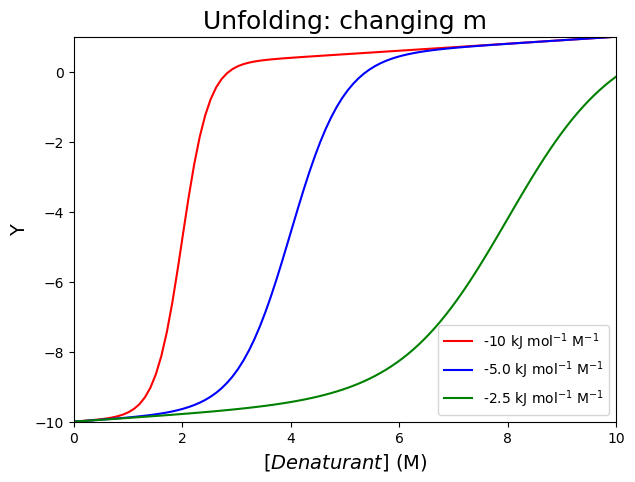 Unfolding: changing m
Y
0
−2
−4
−6
−8
−10
0 2 4 6 8 10
[Denaturant] (M)
-10 kJ mol⁻¹ M⁻¹
-5.0 kJ mol⁻¹ M⁻¹
-2.5 kJ mol⁻¹ M⁻¹